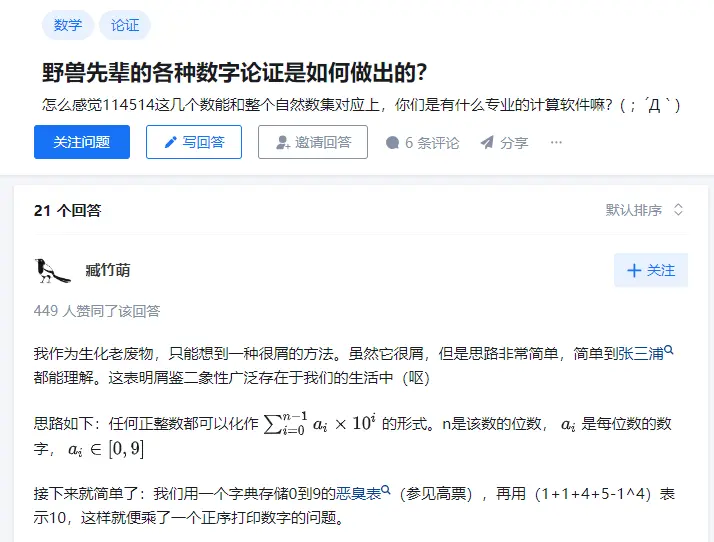 数学 论证
野兽先辈的各种数字论证是如何做出的？
怎么感觉114514这几个数能和整个自然数集对应上，你们是有什么专业的计算软件嘛？( ；´Д｀)
关注问题 写回答 邀请回答 6 条评论 分享 ···
21 个回答 默认排序
臧竹萌 + 关注
449 人赞同了该回答
我作为生化老废物，只能想到一种很屑的方法。虽然它很屑，但是思路非常简单，简单到张三浦
都能理解。这表明屑鉴二象性广泛存在于我们的生活中（呕）
思路如下：任何正整数都可以化作 $\sum_{i=0}^{n-1} a_i \times 10^i$ 的形式。n是该数的位数， $a_i$ 是每位数的数
字， $a_i \in [0,9]$
接下来就简单了：我们用一个字典存储0到9的恶臭表（参见高票），再用（1+1+4+5-1^4）表
示10，这样就便乘了一个正序打印数字的问题。